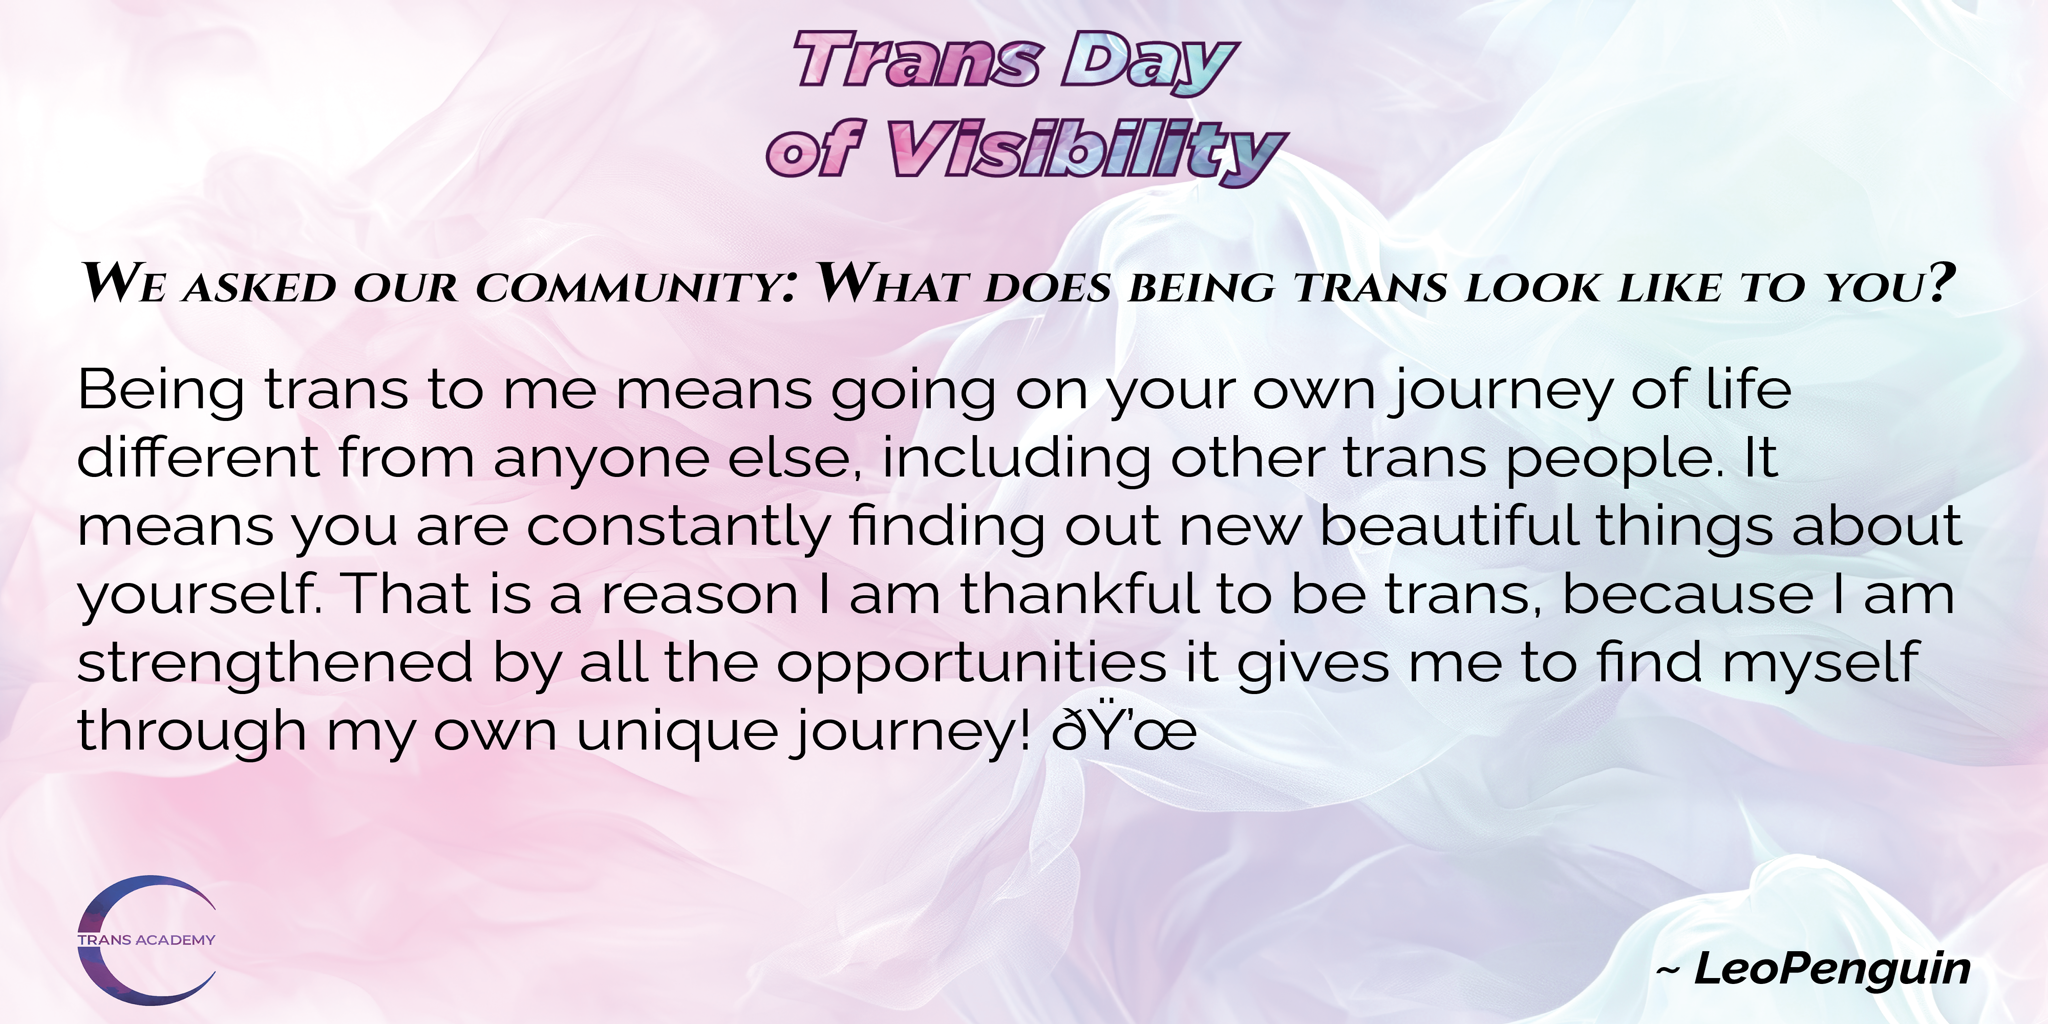 Trans Day
of Visibility
We asked our community: What does being trans look like to you?
Being trans to me means going on your own journey of life
different from anyone else, including other trans people. It
means you are constantly finding out new beautiful things about
yourself. That is a reason I am thankful to be trans, because I am
strengthened by all the opportunities it gives me to find myself
through my own unique journey! ðŸ’œ
TRANS ACADEMY
~ LeoPenguin